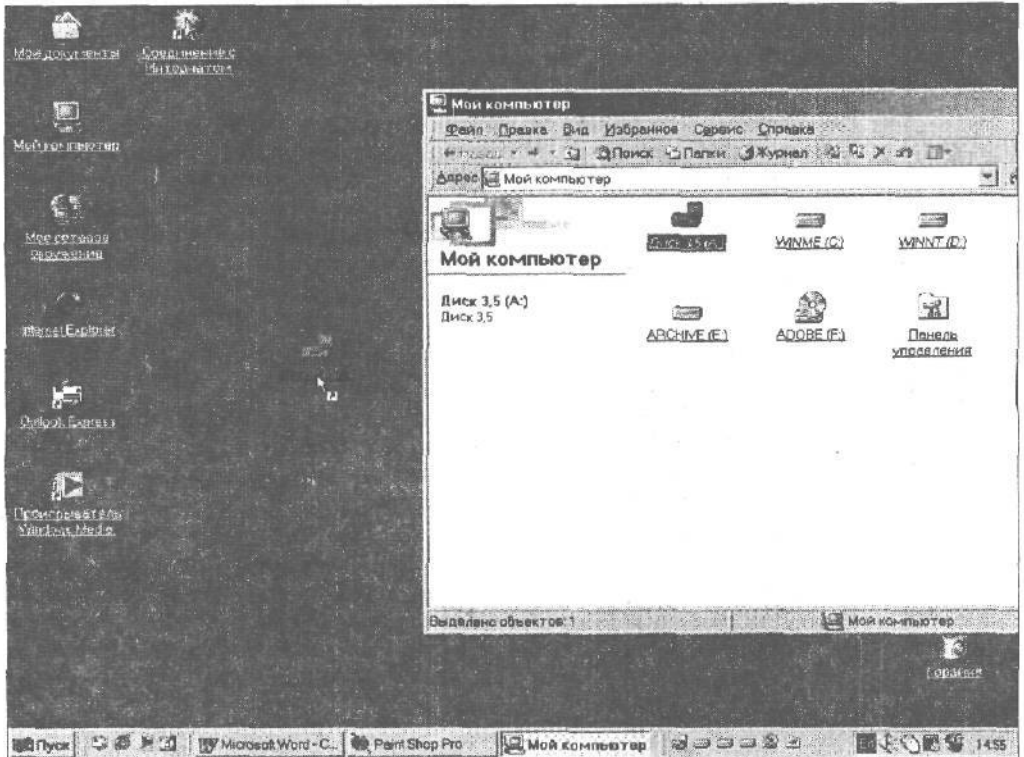 Мои документы
Соединение с
Интернетом
Мой компьютер
Мое сетевое
окружение
Internet Explorer
Outlook Express
Проигрыватель
Windows Media
Мой компьютер
Файл Правка Вид Избранное Сервис Справка
Поиск Папки Журнал
Адрес Мой компьютер
Мой компьютер
Диск 3,5 (A:)
Диск 3,5
Диск 3,5 (A:)
WINME (C:)
WINNT (D:)
ARCHIVE (E:)
ADOBE (F:)
Панель
управления
Выделено объектов: 1
Мой компьютер
Корзина
Пуск
Microsoft Word - С...
Paint Shop Pro
Мой компьютер
14:55